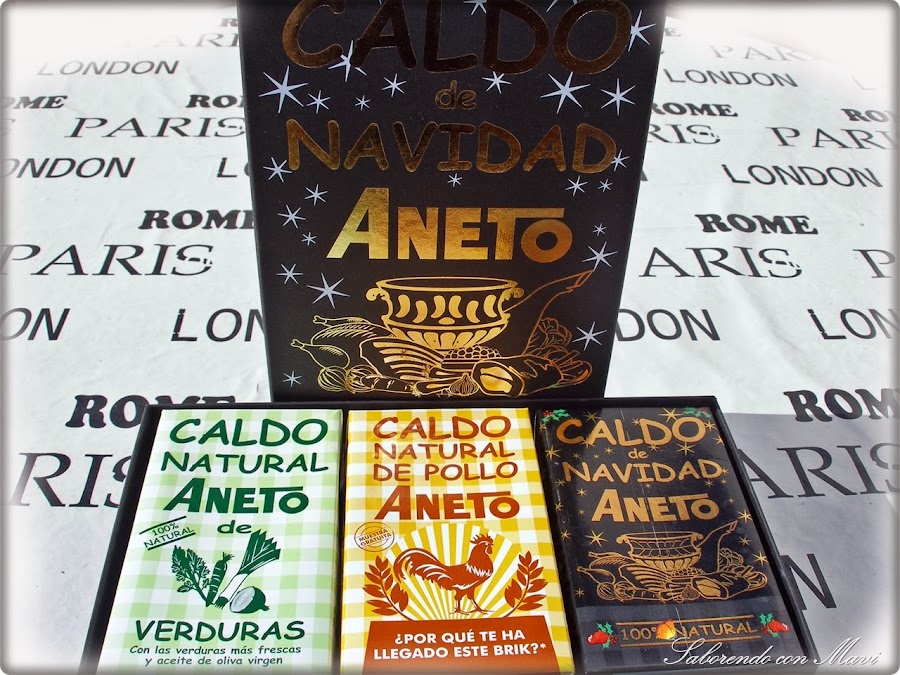 CALDO
de
NAVIDAD
ANETO
ROME
LONDON
PARIS
ROME
LONDON
PARIS
ROME
PARIS
LONDON
ROME
PARIS
LONDON
ROME
PARIS
LONDON
ROME
LONDON
ROME
PARIS
CALDO
NATURAL
ANETO
de
100%
NATURAL
VERDURAS
Con las verduras más frescas
y aceite de oliva virgen
CALDO
NATURAL
DE POLLO
ANETO
MUESTRA
GRATUITA
¿POR QUÉ TE HA
LLEGADO ESTE BRIK?*
CALDO
de
NAVIDAD
ANETO
100% NATURAL
Saborendo con Mavi